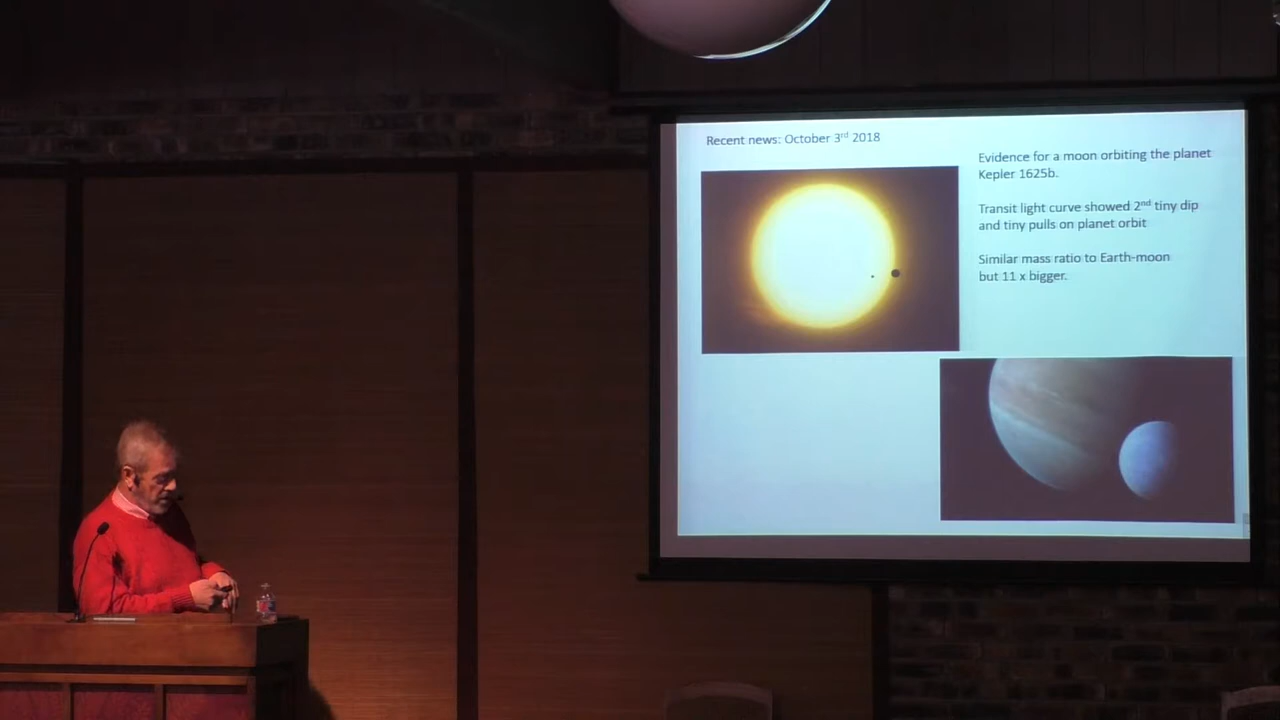 Recent news: October 3rd 2018
Evidence for a moon orbiting the planet
Kepler 1625b.
Transit light curve showed 2nd tiny dip
and tiny pulls on planet orbit
Similar mass ratio to Earth-moon
but 11 x bigger.